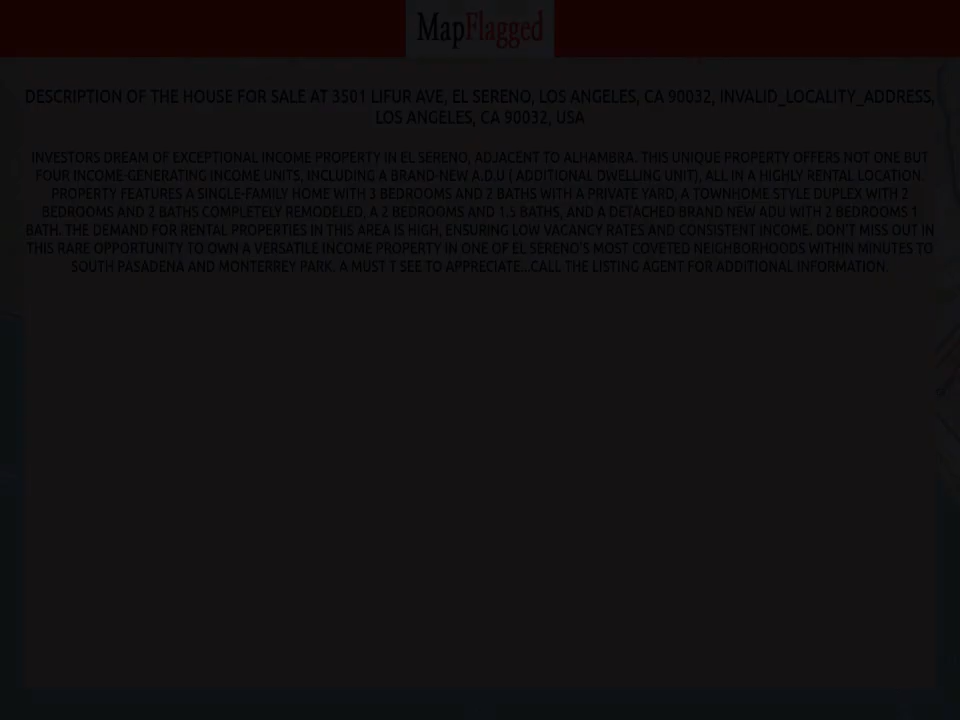 MapFlagged
DESCRIPTION OF THE HOUSE FOR SALE AT 3501 LIFUR AVE, EL SERENO, LOS ANGELES, CA 90032, INVALID_LOCALITY_ADDRESS,
LOS ANGELES, CA 90032, USA
INVESTORS DREAM OF EXCEPTIONAL INCOME PROPERTY IN EL SERENO, ADJACENT TO ALHAMBRA. THIS UNIQUE PROPERTY OFFERS NOT ONE BUT
FOUR INCOME-GENERATING INCOME UNITS, INCLUDING A BRAND-NEW A.D.U ( ADDITIONAL DWELLING UNIT), ALL IN A HIGHLY RENTAL LOCATION.
PROPERTY FEATURES A SINGLE-FAMILY HOME WITH 3 BEDROOMS AND 2 BATHS WITH A PRIVATE YARD, A TOWNHOME STYLE DUPLEX WITH 2
BEDROOMS AND 2 BATHS COMPLETELY REMODELED, A 2 BEDROOMS AND 1.5 BATHS, AND A DETACHED BRAND NEW ADU WITH 2 BEDROOMS 1
BATH. THE DEMAND FOR RENTAL PROPERTIES IN THIS AREA IS HIGH, ENSURING LOW VACANCY RATES AND CONSISTENT INCOME. DON'T MISS OUT IN
THIS RARE OPPORTUNITY TO OWN A VERSATILE INCOME PROPERTY IN ONE OF EL SERENO'S MOST COVETED NEIGHBORHOODS WITHIN MINUTES TO
SOUTH PASADENA AND MONTERREY PARK. A MUST T SEE TO APPRECIATE...CALL THE LISTING AGENT FOR ADDITIONAL INFORMATION.